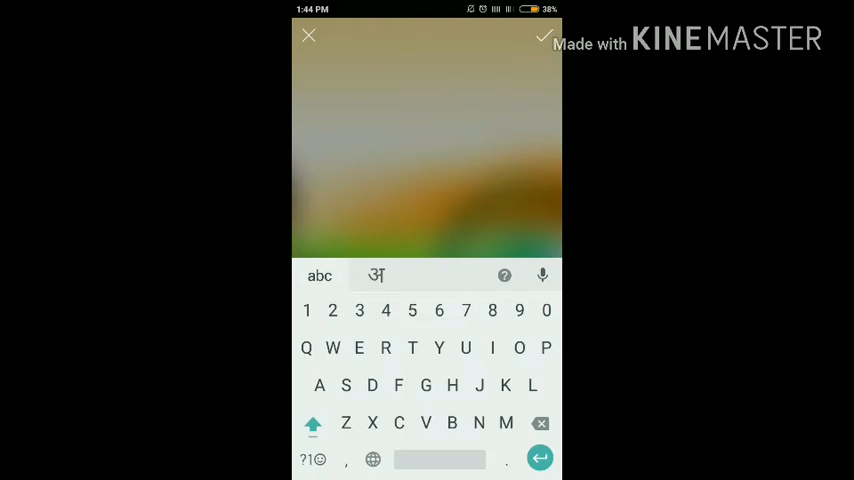 1:44 PM 38%
Made with KINEMASTER
abc अ ?
1 2 3 4 5 6 7 8 9 0
Q W E R T Y U I O P
A S D F G H J K L
Z X C V B N M
?1☺ , .